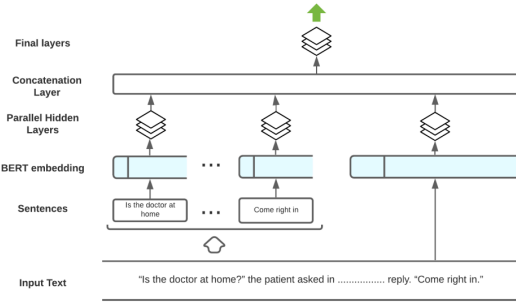 Final layers
Concatenation
Layer
Parallel Hidden
Layers
BERT embedding
...
Sentences
Is the doctor at
home
...
Come right in
Input Text
“Is the doctor at home?” the patient asked in ................. reply. “Come right in.”